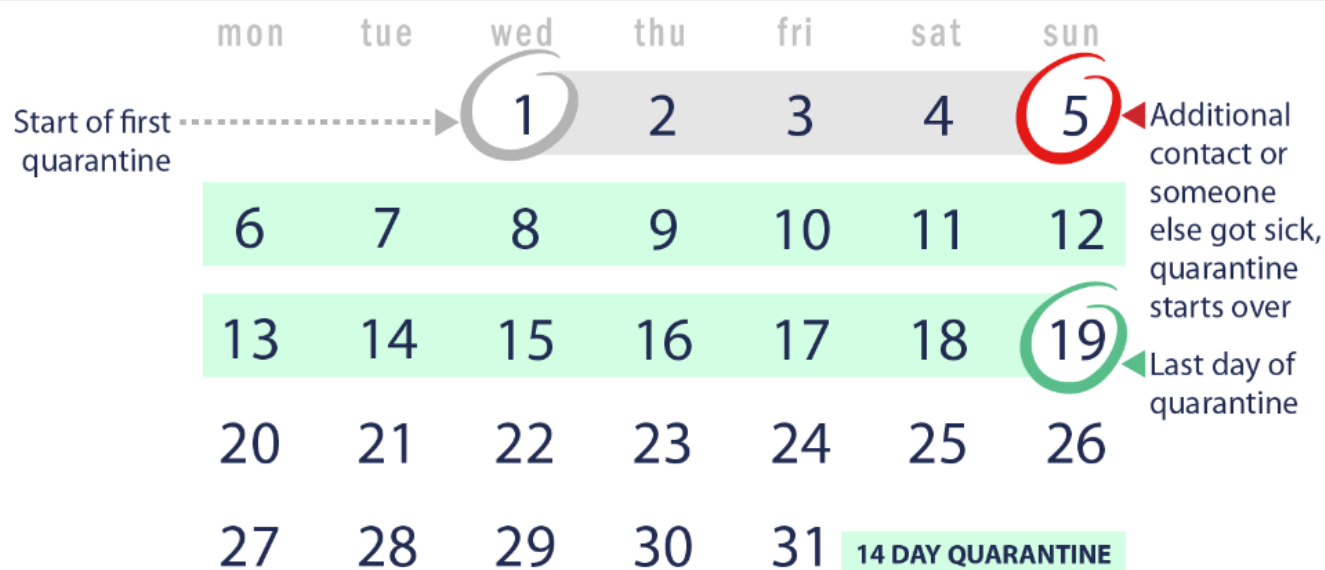 mon tue wed thu fri sat sun
Start of first
quarantine
1 2 3 4 5
Additional
contact or
someone
else got sick,
quarantine
starts over
6 7 8 9 10 11 12
13 14 15 16 17 18 19
Last day of
quarantine
20 21 22 23 24 25 26
27 28 29 30 31
14 DAY QUARANTINE